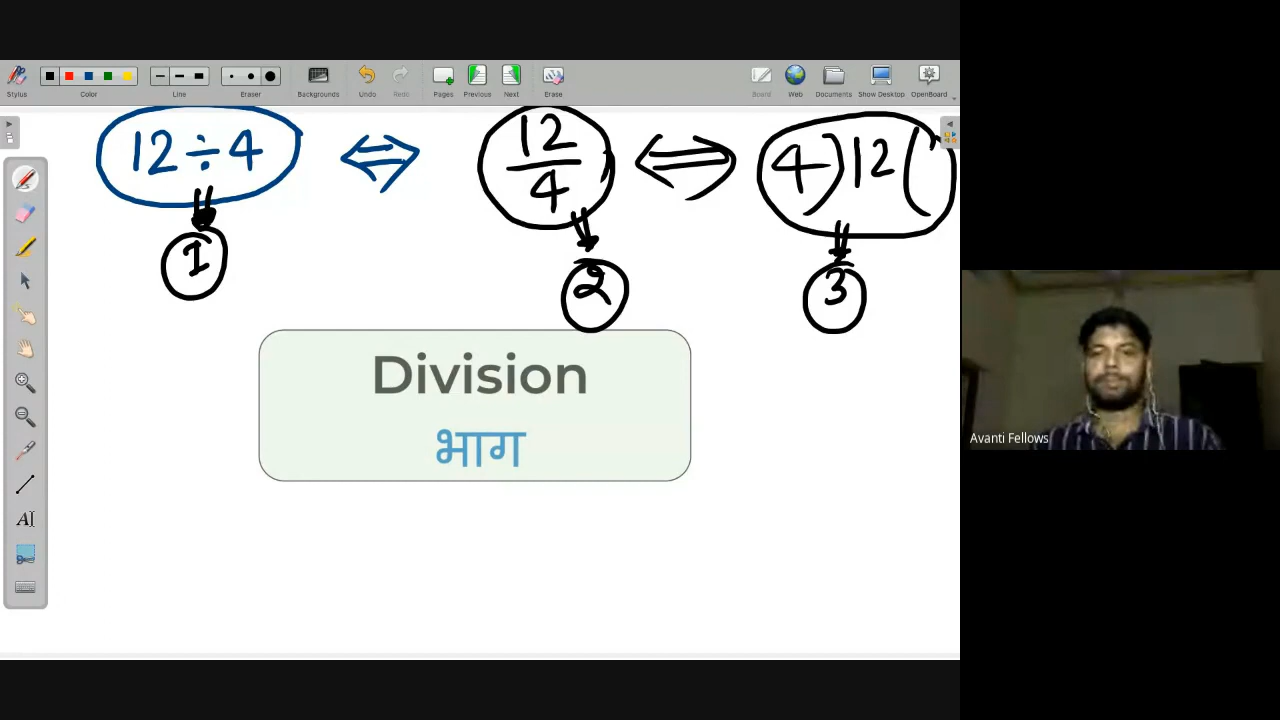 Stylus Color Line Eraser Backgrounds Undo Redo Pages Previous Next Erase Board Web Documents Show Desktop OpenBoard
12÷4 ⇔ 12/4 ⇔ 4)12(
1 2 3
Division
भाग
Avanti Fellows